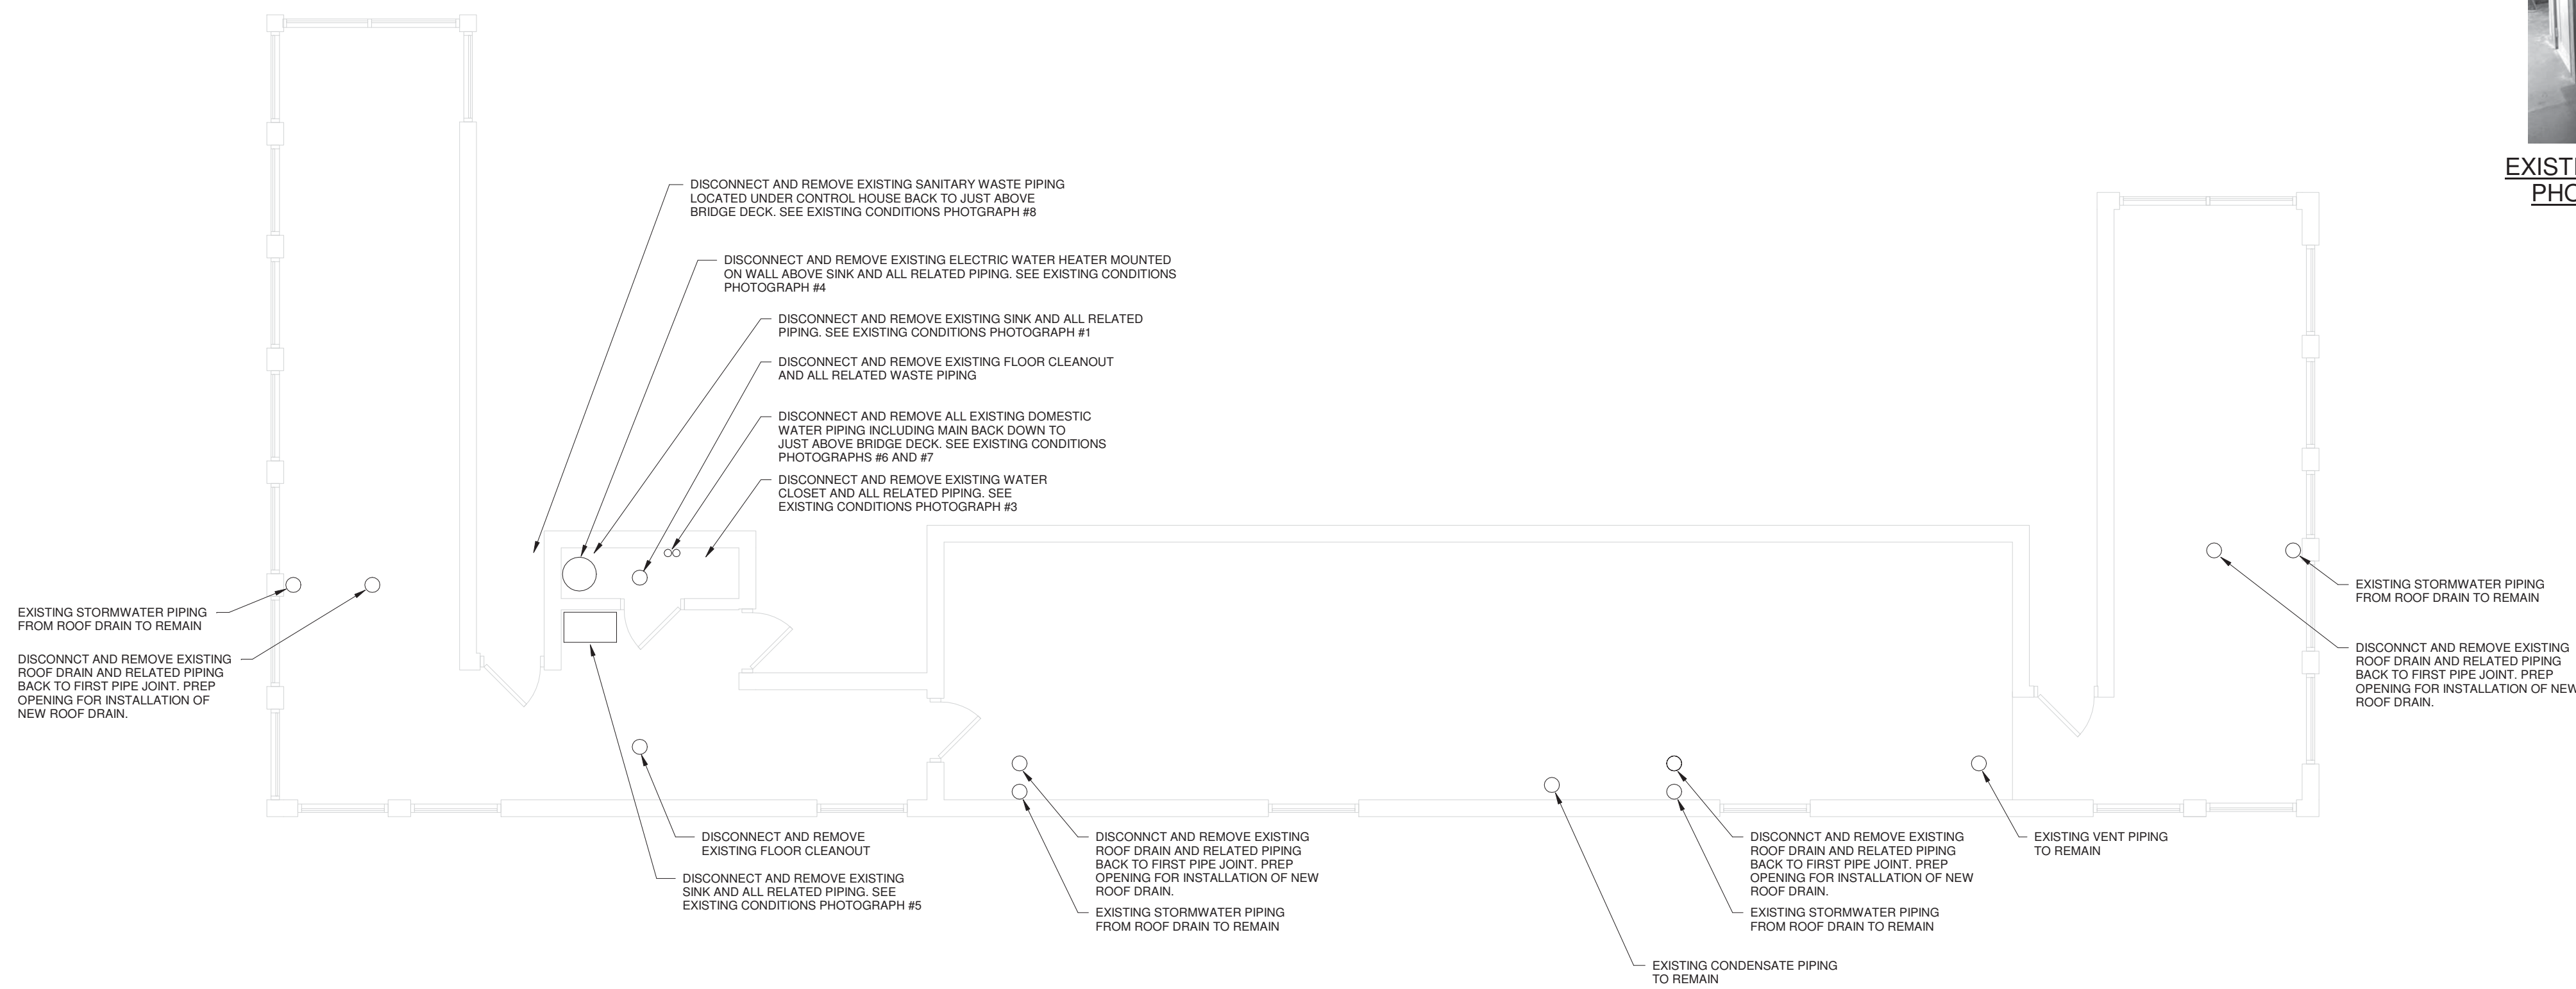 EXISTI
PHO
DISCONNECT AND REMOVE EXISTING SANITARY WASTE PIPING
LOCATED UNDER CONTROL HOUSE BACK TO JUST ABOVE
BRIDGE DECK. SEE EXISTING CONDITIONS PHOTGRAPH #8
DISCONNECT AND REMOVE EXISTING ELECTRIC WATER HEATER MOUNTED
ON WALL ABOVE SINK AND ALL RELATED PIPING. SEE EXISTING CONDITIONS
PHOTOGRAPH #4
DISCONNECT AND REMOVE EXISTING SINK AND ALL RELATED
PIPING. SEE EXISTING CONDITIONS PHOTOGRAPH #1
DISCONNECT AND REMOVE EXISTING FLOOR CLEANOUT
AND ALL RELATED WASTE PIPING
DISCONNECT AND REMOVE ALL EXISTING DOMESTIC
WATER PIPING INCLUDING MAIN BACK DOWN TO
JUST ABOVE BRIDGE DECK. SEE EXISTING CONDITIONS
PHOTOGRAPHS #6 AND #7
DISCONNECT AND REMOVE EXISTING WATER
CLOSET AND ALL RELATED PIPING. SEE
EXISTING CONDITIONS PHOTOGRAPH #3
EXISTING STORMWATER PIPING
FROM ROOF DRAIN TO REMAIN
DISCONNCT AND REMOVE EXISTING
ROOF DRAIN AND RELATED PIPING
BACK TO FIRST PIPE JOINT. PREP
OPENING FOR INSTALLATION OF
NEW ROOF DRAIN.
EXISTING STORMWATER PIPING
FROM ROOF DRAIN TO REMAIN
DISCONNCT AND REMOVE EXISTING
ROOF DRAIN AND RELATED PIPING
BACK TO FIRST PIPE JOINT. PREP
OPENING FOR INSTALLATION OF NEW
ROOF DRAIN.
DISCONNECT AND REMOVE
EXISTING FLOOR CLEANOUT
DISCONNECT AND REMOVE EXISTING
SINK AND ALL RELATED PIPING. SEE
EXISTING CONDITIONS PHOTOGRAPH #5
DISCONNCT AND REMOVE EXISTING
ROOF DRAIN AND RELATED PIPING
BACK TO FIRST PIPE JOINT. PREP
OPENING FOR INSTALLATION OF NEW
ROOF DRAIN.
EXISTING STORMWATER PIPING
FROM ROOF DRAIN TO REMAIN
DISCONNCT AND REMOVE EXISTING
ROOF DRAIN AND RELATED PIPING
BACK TO FIRST PIPE JOINT. PREP
OPENING FOR INSTALLATION OF NEW
ROOF DRAIN.
EXISTING STORMWATER PIPING
FROM ROOF DRAIN TO REMAIN
EXISTING VENT PIPING
TO REMAIN
EXISTING CONDENSATE PIPING
TO REMAIN